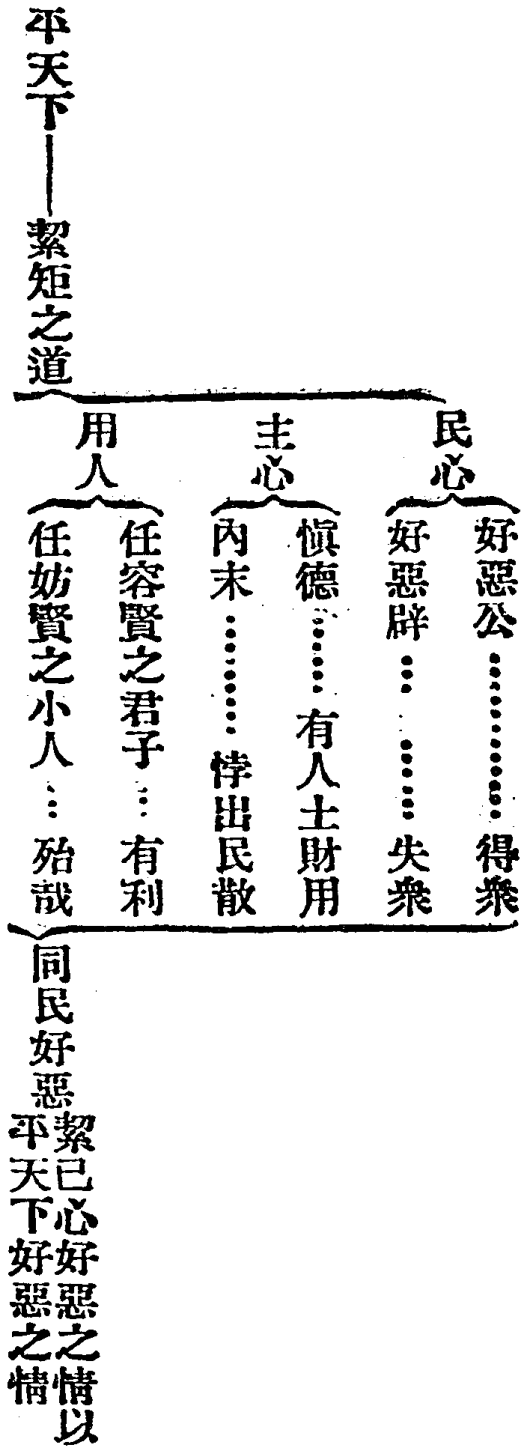 平天下——絜矩之道
民心
好惡公…………得衆
好惡辟………失衆
主心
愼德……有人土財用
內末………悖出民散
用人
任容賢之君子…有利
任妨賢之小人…殆哉
同民好惡
絜己心好惡之情以
平天下好惡之情